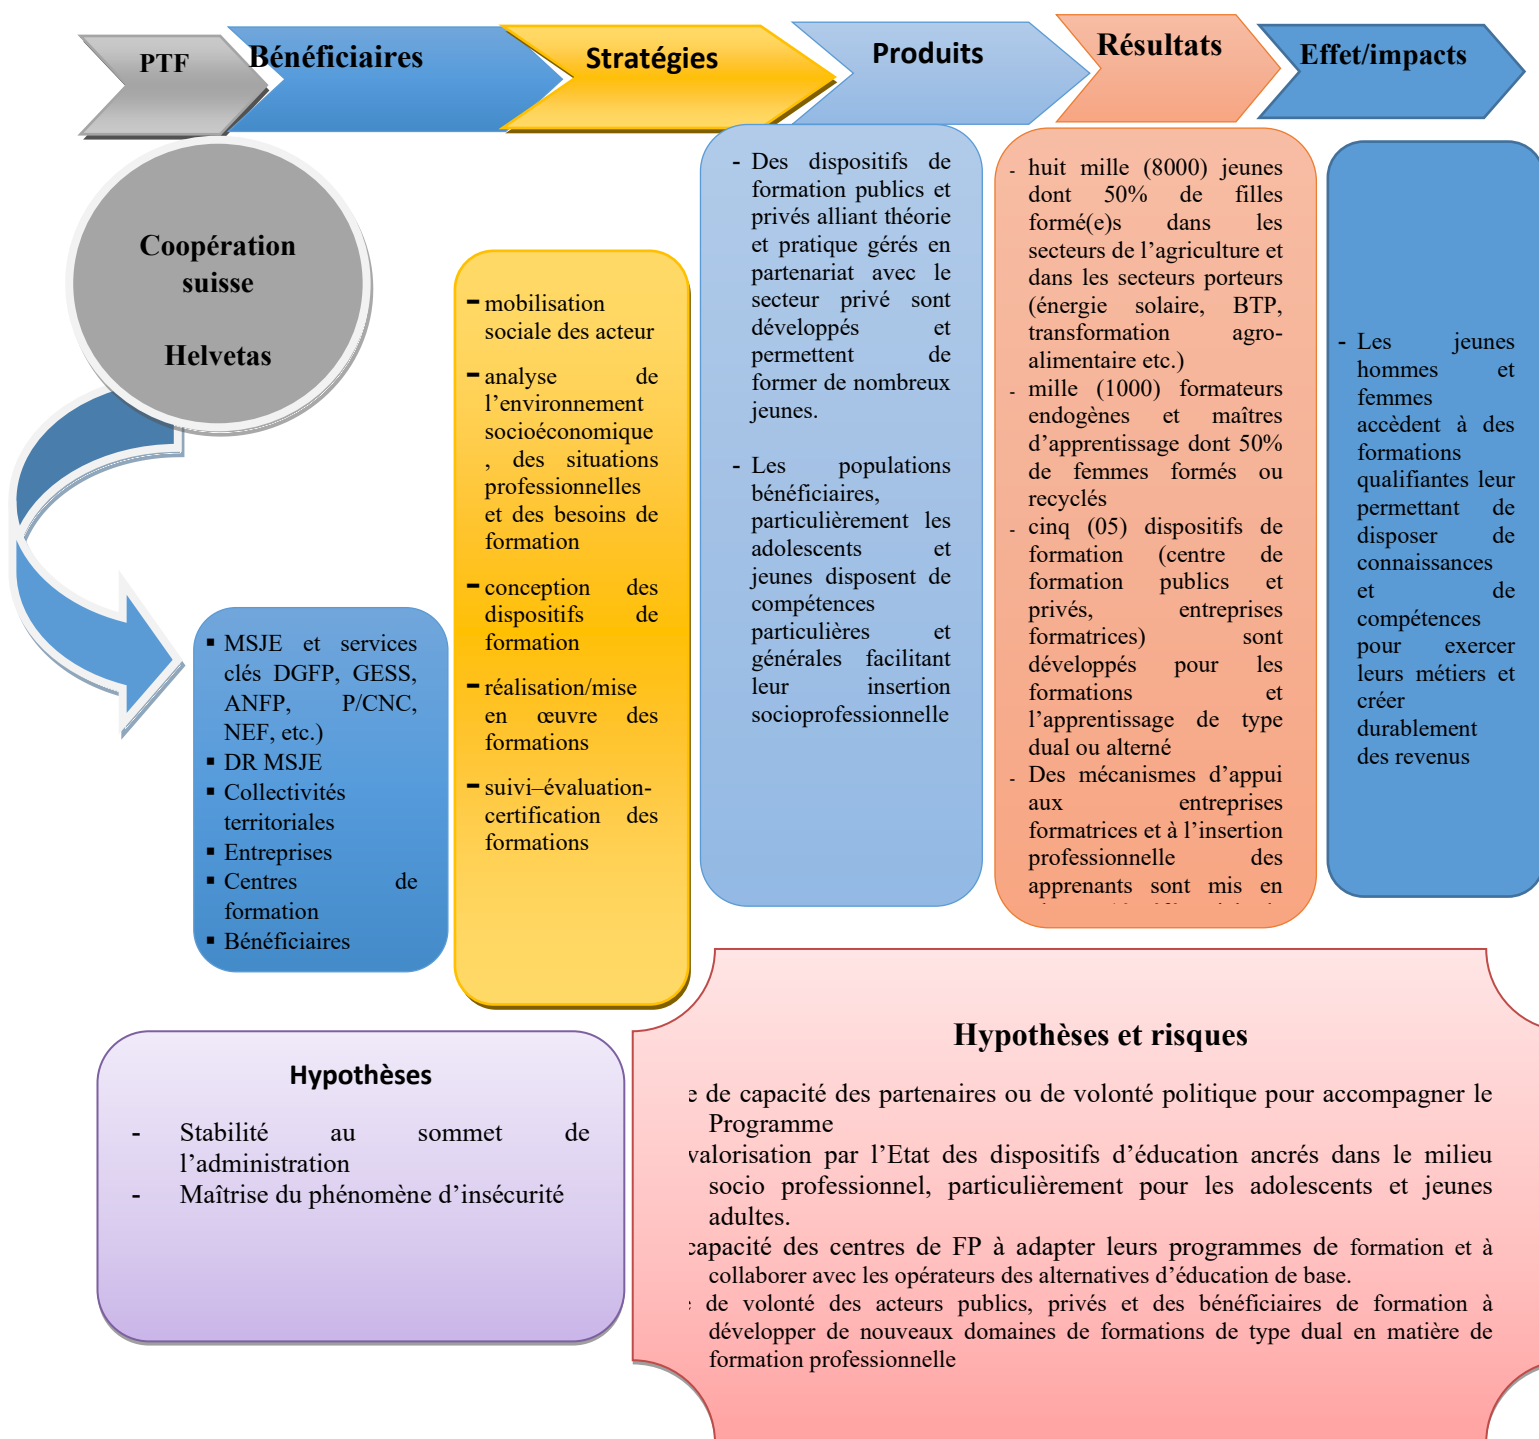 PTF
Bénéficiaires
Stratégies
Produits
Résultats
Effet/impacts
Coopération
suisse
Helvetas
▪ MSJE et services
clés DGFP, GESS,
ANFP, P/CNC,
NEF, etc.)
▪ DR MSJE
▪ Collectivités
territoriales
▪ Entreprises
▪ Centres de
formation
▪ Bénéficiaires
- mobilisation
sociale des acteur
- analyse de
l’environnement
socioéconomique
, des situations
professionnelles
et des besoins de
formation
- conception des
dispositifs de
formation
- réalisation/mise
en œuvre des
formations
- suivi–évaluation-
certification des
formations
- Des dispositifs de
formation publics et
privés alliant théorie
et pratique gérés en
partenariat avec le
secteur privé sont
développés et
permettent de
former de nombreux
jeunes.
- Les populations
bénéficiaires,
particulièrement les
adolescents et
jeunes disposent de
compétences
particulières et
générales facilitant
leur insertion
socioprofessionnelle
- huit mille (8000) jeunes
dont 50% de filles
formé(e)s dans les
secteurs de l’agriculture et
dans les secteurs porteurs
(énergie solaire, BTP,
transformation agro-
alimentaire etc.)
- mille (1000) formateurs
endogènes et maîtres
d’apprentissage dont 50%
de femmes formés ou
recyclés
- cinq (05) dispositifs de
formation (centre de
formation publics et
privés, entreprises
formatrices) sont
développés pour les
formations et
l’apprentissage de type
dual ou alterné
- Des mécanismes d’appui
aux entreprises
formatrices et à l’insertion
professionnelle des
apprenants sont mis en
- Les jeunes
hommes et
femmes
accèdent à des
formations
qualifiantes leur
permettant de
disposer de
connaissances
et de
compétences
pour exercer
leurs métiers et
créer
durablement
des revenus
Hypothèses
- Stabilité au sommet de
l’administration
- Maîtrise du phénomène d’insécurité
Hypothèses et risques
e de capacité des partenaires ou de volonté politique pour accompagner le
Programme
valorisation par l’Etat des dispositifs d’éducation ancrés dans le milieu
socio professionnel, particulièrement pour les adolescents et jeunes
adultes.
capacité des centres de FP à adapter leurs programmes de formation et à
collaborer avec les opérateurs des alternatives d’éducation de base.
de volonté des acteurs publics, privés et des bénéficiaires de formation à
développer de nouveaux domaines de formations de type dual en matière de
formation professionnelle